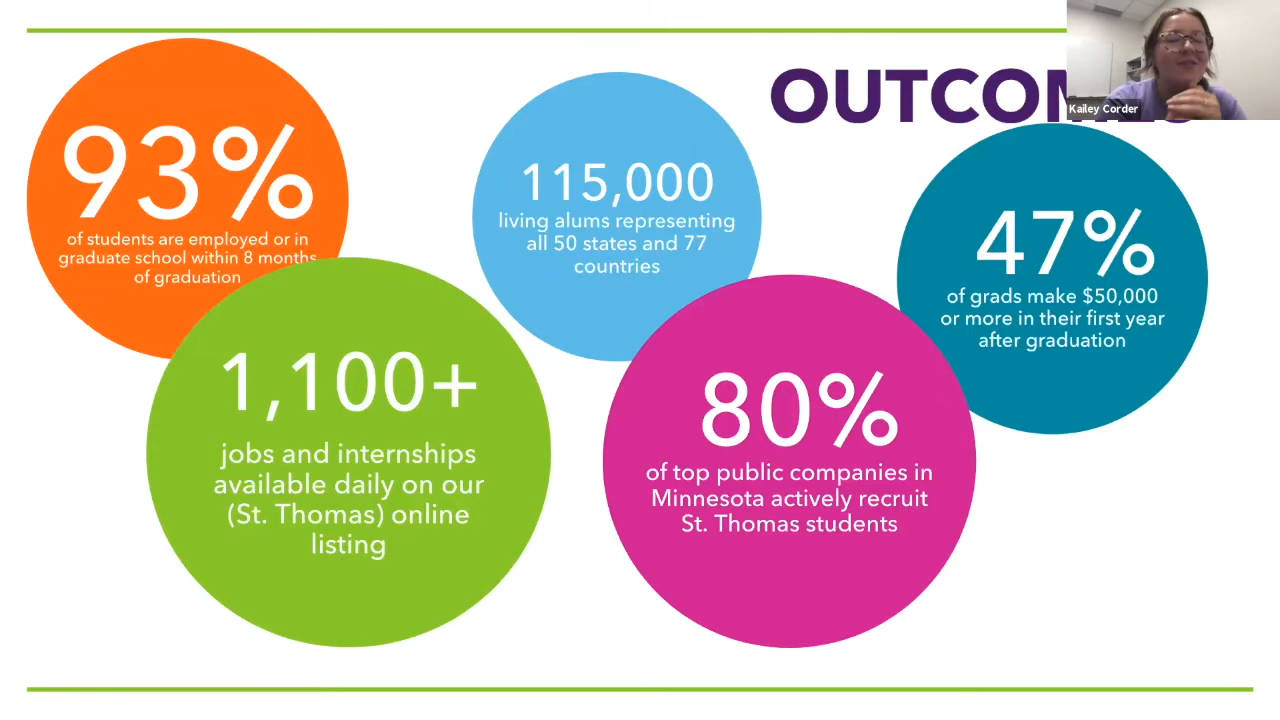 OUTCOM
Kailey Corder
93%
of students are employed or in
graduate school within 8 months
of graduation
115,000
living alums representing
all 50 states and 77
countries
47%
of grads make $50,000
or more in their first year
after graduation
1,100+
jobs and internships
available daily on our
(St. Thomas) online
listing
80%
of top public companies in
Minnesota actively recruit
St. Thomas students